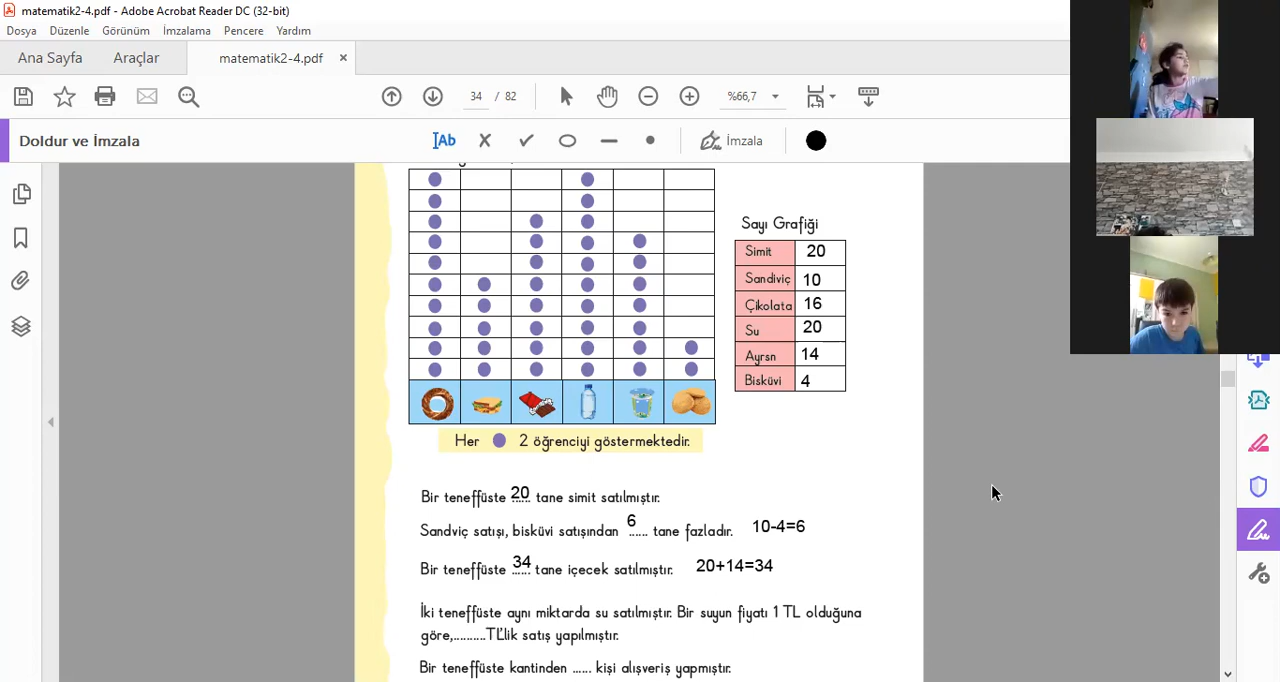 matematik2-4.pdf - Adobe Acrobat Reader DC (32-bit)
Dosya Düzenle Görünüm İmzalama Pencere Yardım
Ana Sayfa Araçlar matematik2-4.pdf ×
34 / 82 %66,7
Doldur ve İmzala Ab İmzala
Sayı Grafiği
Simit 20
Sandiviç 10
Çikolata 16
Su 20
Ayrsn 14
Bisküvi 4
Her 2 öğrenciyi göstermektedir.
Bir teneffüste 20 ...... tane simit satılmıştır.
Sandviç satışı, bisküvi satışından 6 ...... tane fazladır. 10-4=6
Bir teneffüste 34 ...... tane içecek satılmıştır. 20+14=34
İki teneffüste aynı miktarda su satılmıştır. Bir suyun fiyatı 1 TL olduğuna
göre,..........TL'lik satış yapılmıştır.
Bir teneffüste kantinden ...... kişi alışveriş yapmıştır.